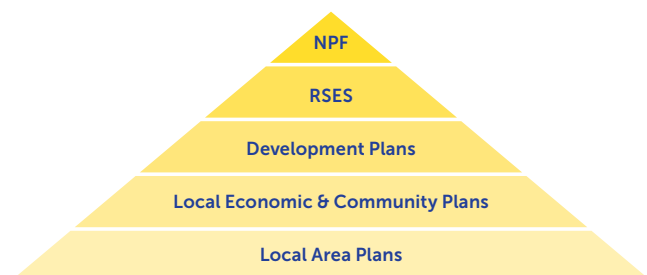 NPF
RSES
Development Plans
Local Economic & Community Plans
Local Area Plans